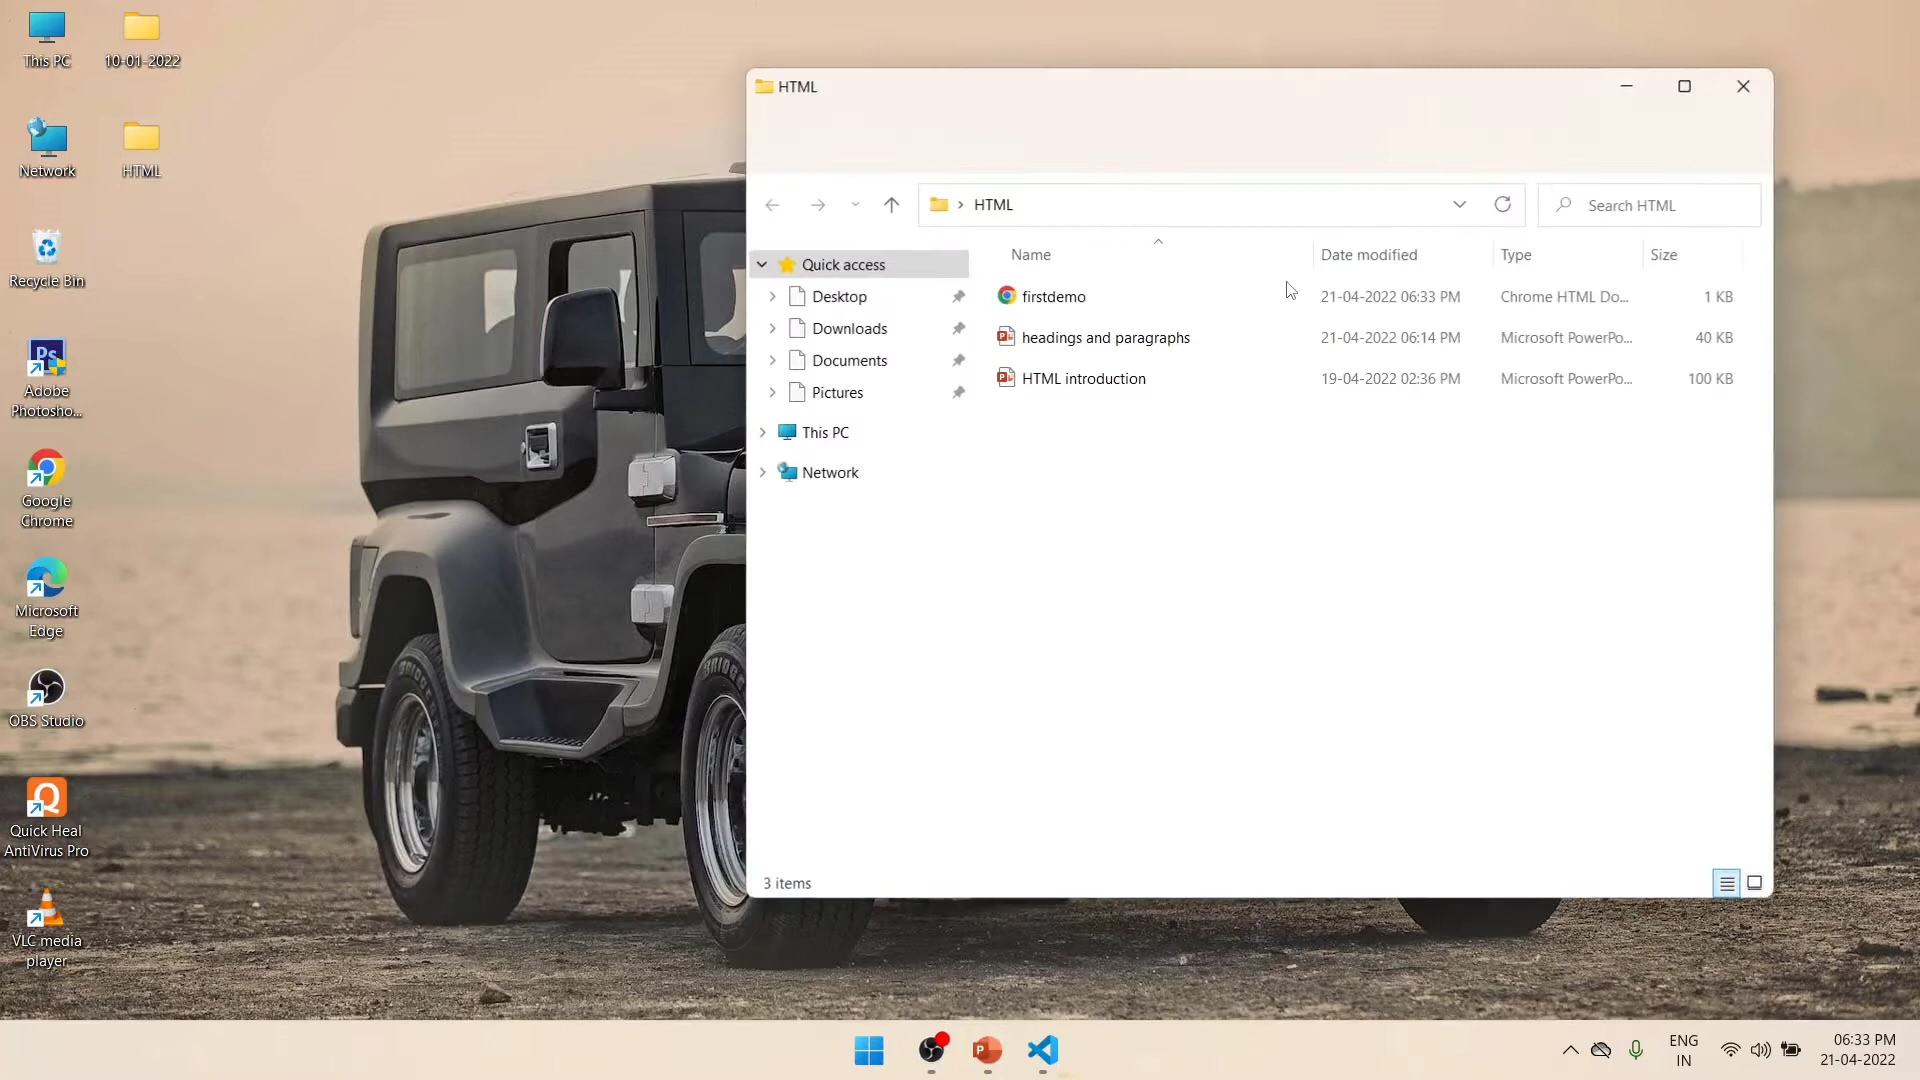 This PC
10-01-2022
Network
HTML
Recycle Bin
Ps
Adobe
Photosho...
Google
Chrome
Microsoft
Edge
OBS Studio
Quick Heal
AntiVirus Pro
VLC media
player
HTML
HTML
Search HTML
Name
Date modified
Type
Size
Quick access
Desktop
Downloads
Documents
Pictures
This PC
Network
firstdemo
21-04-2022 06:33 PM
Chrome HTML Do...
1 KB
headings and paragraphs
21-04-2022 06:14 PM
Microsoft PowerPo...
40 KB
HTML introduction
19-04-2022 02:36 PM
Microsoft PowerPo...
100 KB
3 items
ENG
IN
06:33 PM
21-04-2022